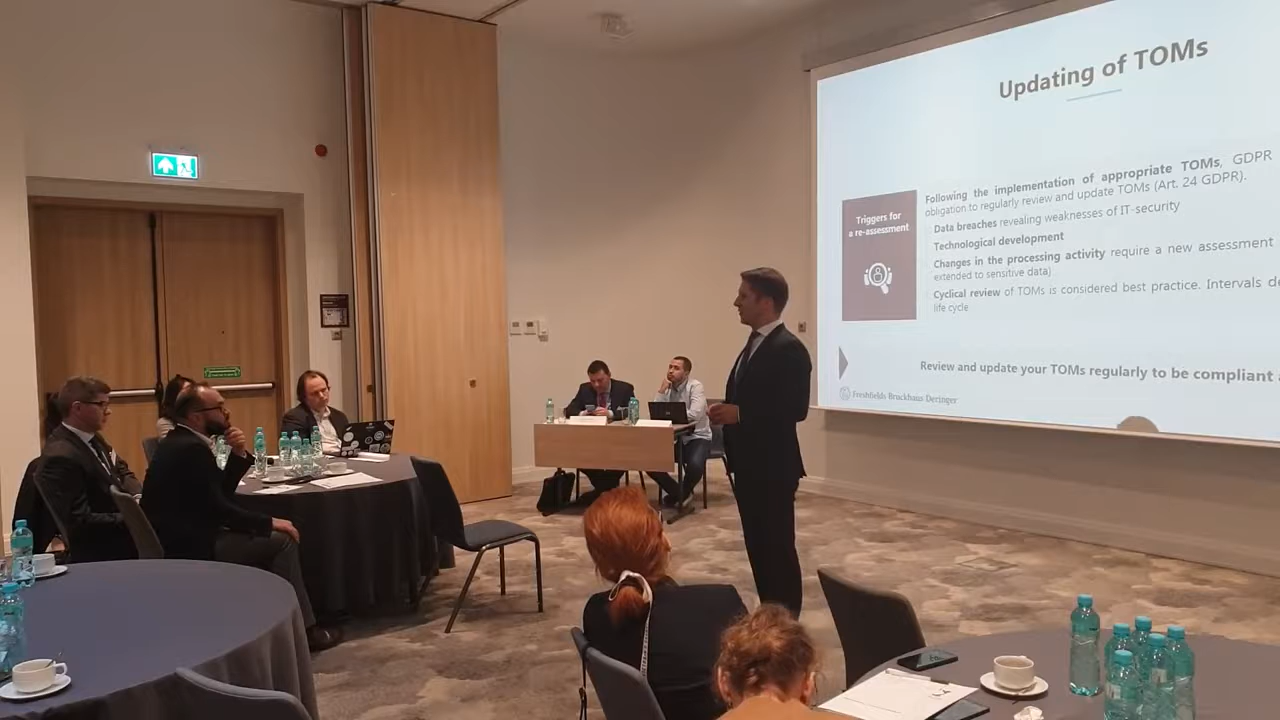 Updating of TOMs
Following the implementation of appropriate TOMs, GDPR
obligation to regularly review and update TOMs (Art. 24 GDPR).
Triggers for
a re-assessment
Data breaches revealing weaknesses of IT-security
Technological development
Changes in the processing activity require a new assessment
extended to sensitive data)
Cyclical review of TOMs is considered best practice. Intervals de
life cycle
Review and update your TOMs regularly to be compliant
Freshfields Bruckhaus Deringer